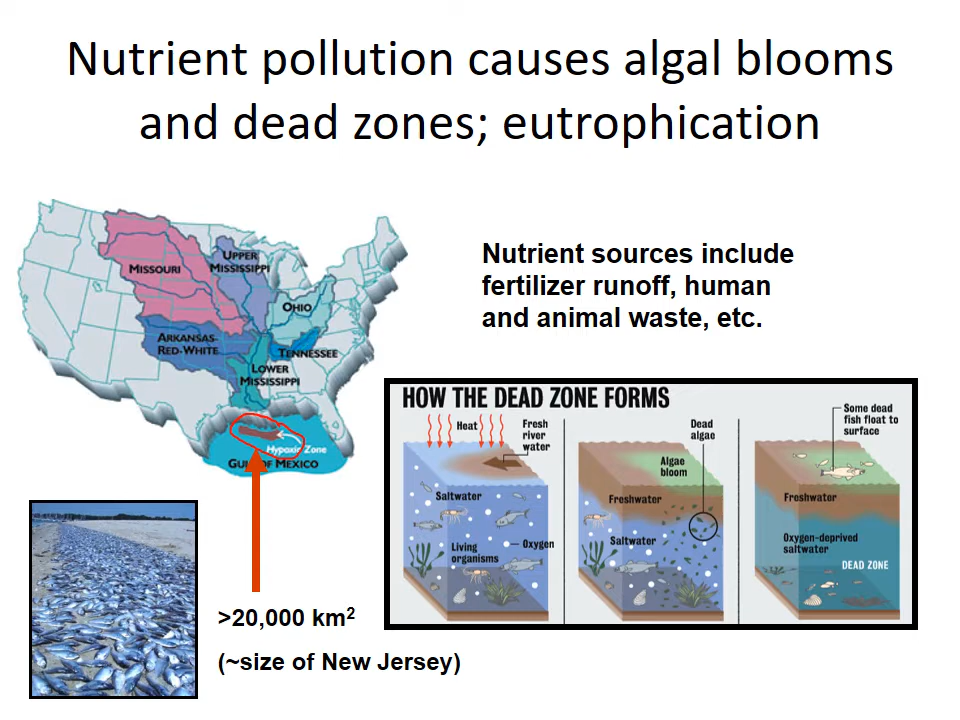 Nutrient pollution causes algal blooms
and dead zones; eutrophication
MISSOURI
UPPER
MISSISSIPPI
OHIO
ARKANSAS-
RED-WHITE
TENNESSEE
LOWER
MISSISSIPPI
Hypoxic Zone
GULF OF MEXICO
Nutrient sources include
fertilizer runoff, human
and animal waste, etc.
HOW THE DEAD ZONE FORMS
Heat
Fresh
river
water
Saltwater
Living
organisms
Oxygen
Dead
algae
Algae
bloom
Freshwater
Saltwater
Some dead
fish float to
surface
Freshwater
Oxygen-deprived
saltwater
DEAD ZONE
>20,000 km²
(~size of New Jersey)